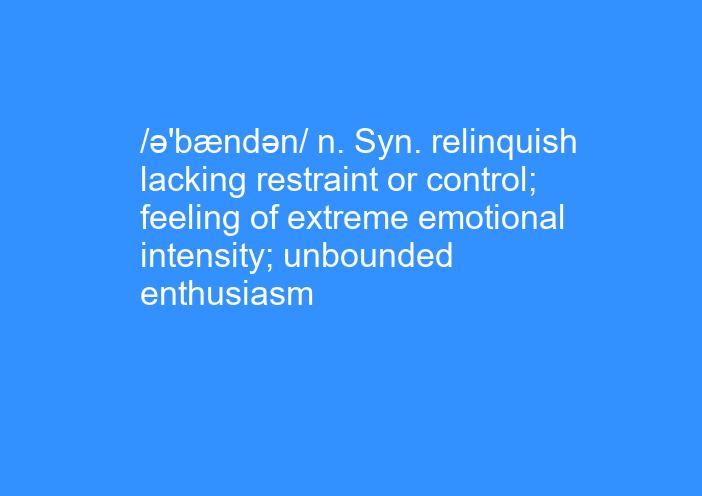 /ə'bændən/ n. Syn. relinquish
lacking restraint or control;
feeling of extreme emotional
intensity; unbounded
enthusiasm